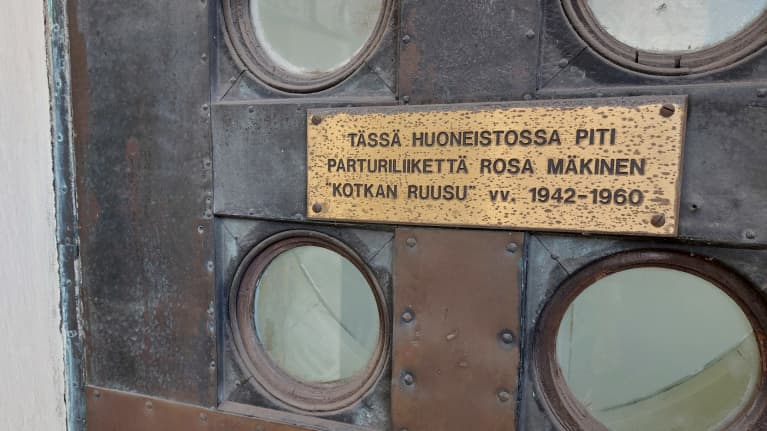 TÄSSÄ HUONEISTOSSA PITI
PARTURILIIKETTÄ ROSA MÄKINEN
"KOTKAN RUUSU" VV. 1942-1960